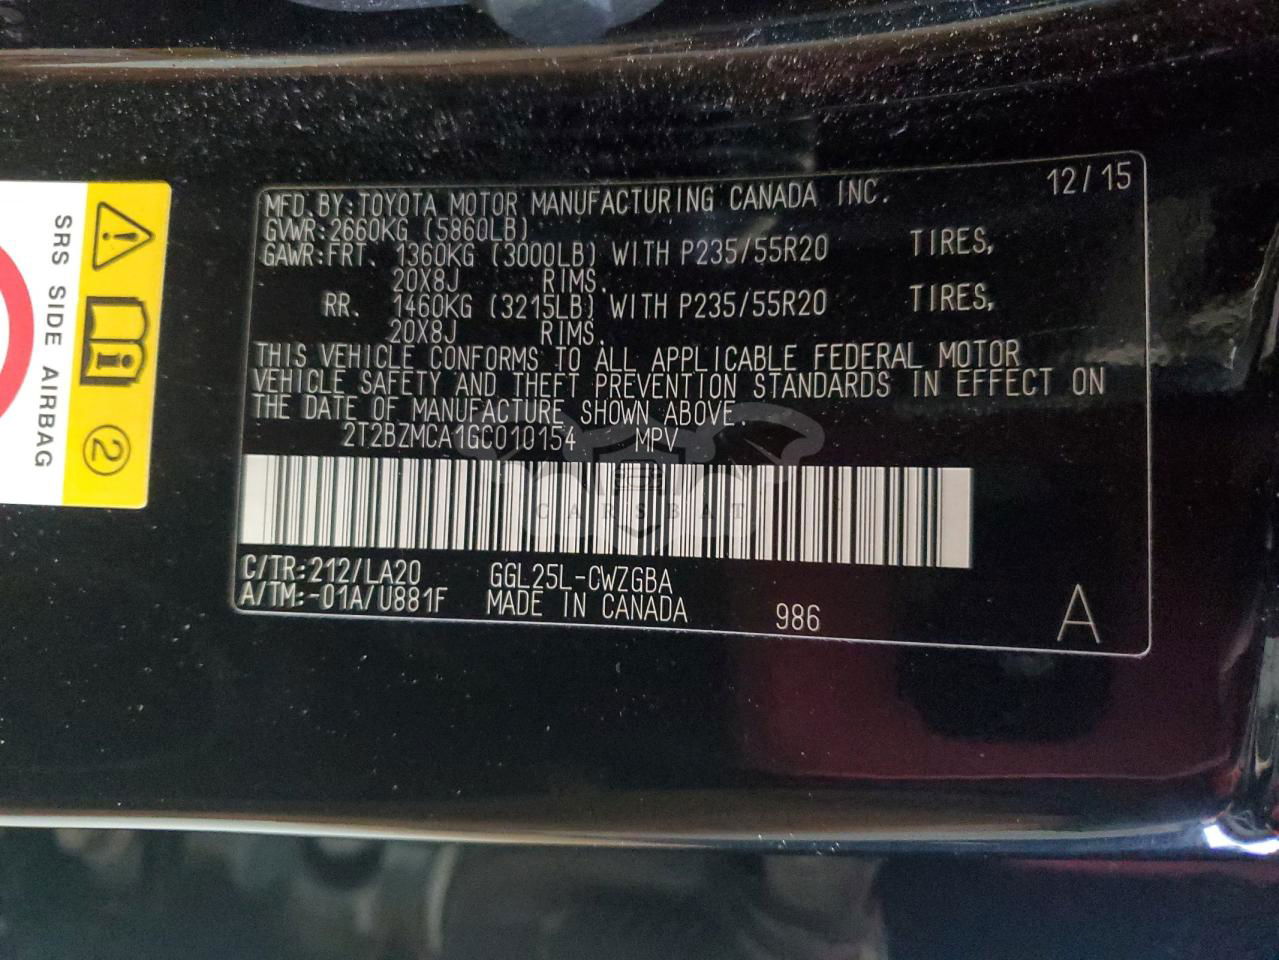 MFD.BY:TOYOTA MOTOR MANUFACTURING CANADA INC. 12/15
GVWR:2660KG (5860LB)
GAWR:FRT. 1360KG (3000LB) WITH P235/55R20 TIRES,
20X8J RIMS.
RR. 1460KG (3215LB) WITH P235/55R20 TIRES,
20X8J RIMS.
THIS VEHICLE CONFORMS TO ALL APPLICABLE FEDERAL MOTOR
VEHICLE SAFETY AND THEFT PREVENTION STANDARDS IN EFFECT ON
THE DATE OF MANUFACTURE SHOWN ABOVE.
2T2BZMCA1GC010154 MPV
CARSBAT
C/TR:212/LA20 GGL25L-CWZGBA
A/TM:-01A/U881F MADE IN CANADA 986 A
SRS SIDE AIRBAG
2